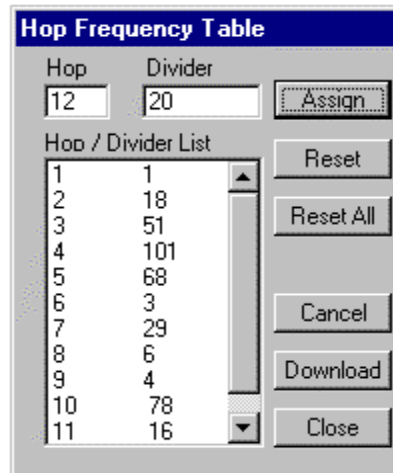 Hop Frequency Table
Hop Divider
12 20 Assign
Hop / Divider List
Reset
Reset All
Cancel
Download
Close
1 1
2 18
3 51
4 101
5 68
6 3
7 29
8 6
9 4
10 78
11 16